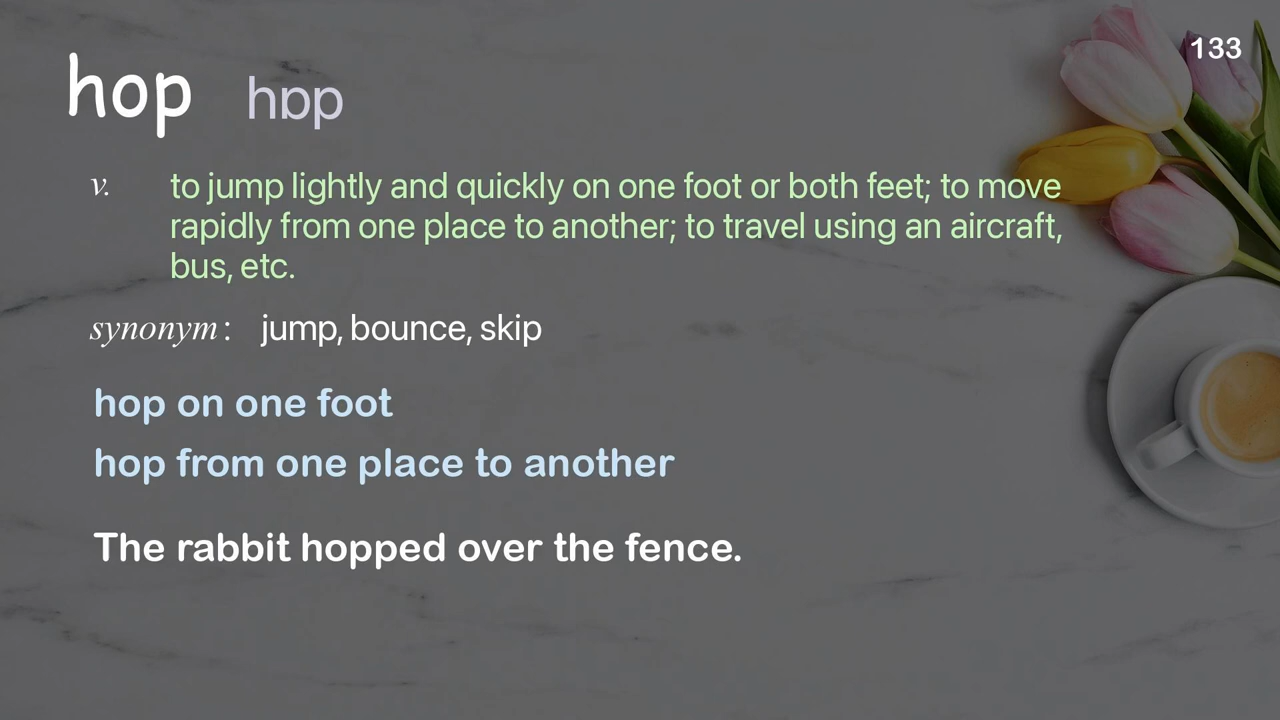 133
hop hɒp
v. to jump lightly and quickly on one foot or both feet; to move
rapidly from one place to another; to travel using an aircraft,
bus, etc.
synonym: jump, bounce, skip
hop on one foot
hop from one place to another
The rabbit hopped over the fence.